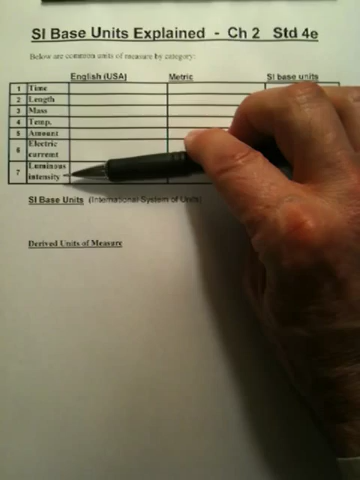 SI Base Units Explained - Ch 2 Std 4e
Below are common units of measure by category:
English (USA) Metric SI base units
1 Time
2 Length
3 Mass
4 Temp.
5 Amount
6 Electric current
7 Luminous intensity
SI Base Units (International System of Units)
Derived Units of Measure